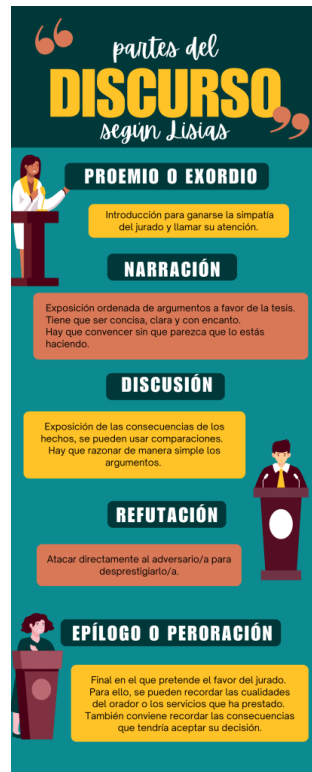 partes del
DISCURSO
según Lisias
PROEMIO O EXORDIO
Introducción para ganarse la simpatía
del jurado y llamar su atención.
NARRACIÓN
Exposición ordenada de argumentos a favor de la tesis.
Tiene que ser concisa, clara y con encanto.
Hay que convencer sin que parezca que lo estás
haciendo.
DISCUSIÓN
Exposición de las consecuencias de los
hechos, se pueden usar comparaciones.
Hay que razonar de manera simple los
argumentos.
REFUTACIÓN
Atacar directamente al adversario/a para
desprestigiarlo/a.
EPÍLOGO O PERORACIÓN
Final en el que pretende el favor del jurado.
Para ello, se pueden recordar las cualidades
del orador o los servicios que ha prestado.
También conviene recordar las consecuencias
que tendría aceptar su decisión.